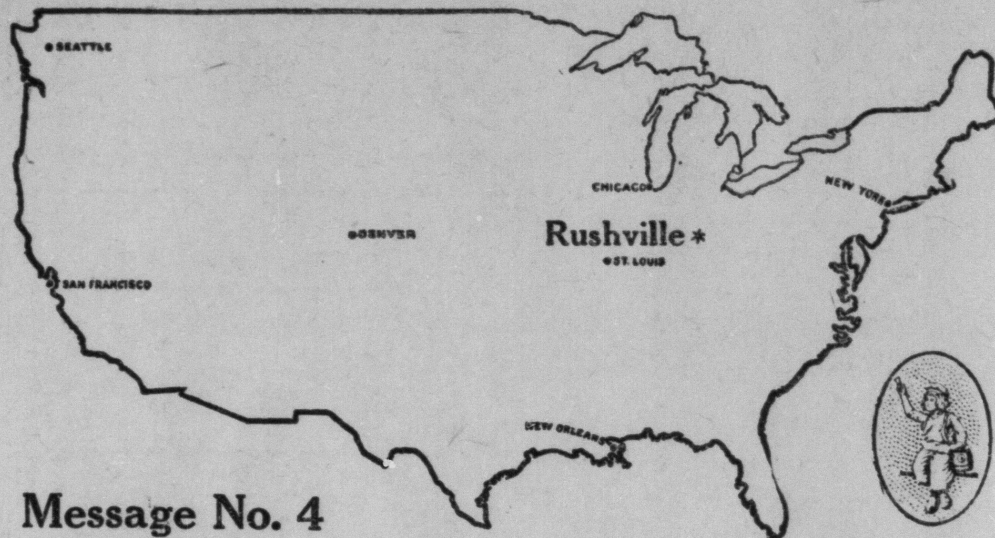 SEATTLE
CHICAGO
NEW YORK
DENVER
Rushville *
ST. LOUIS
SAN FRANCISCO
NEW ORLEANS
Message No. 4